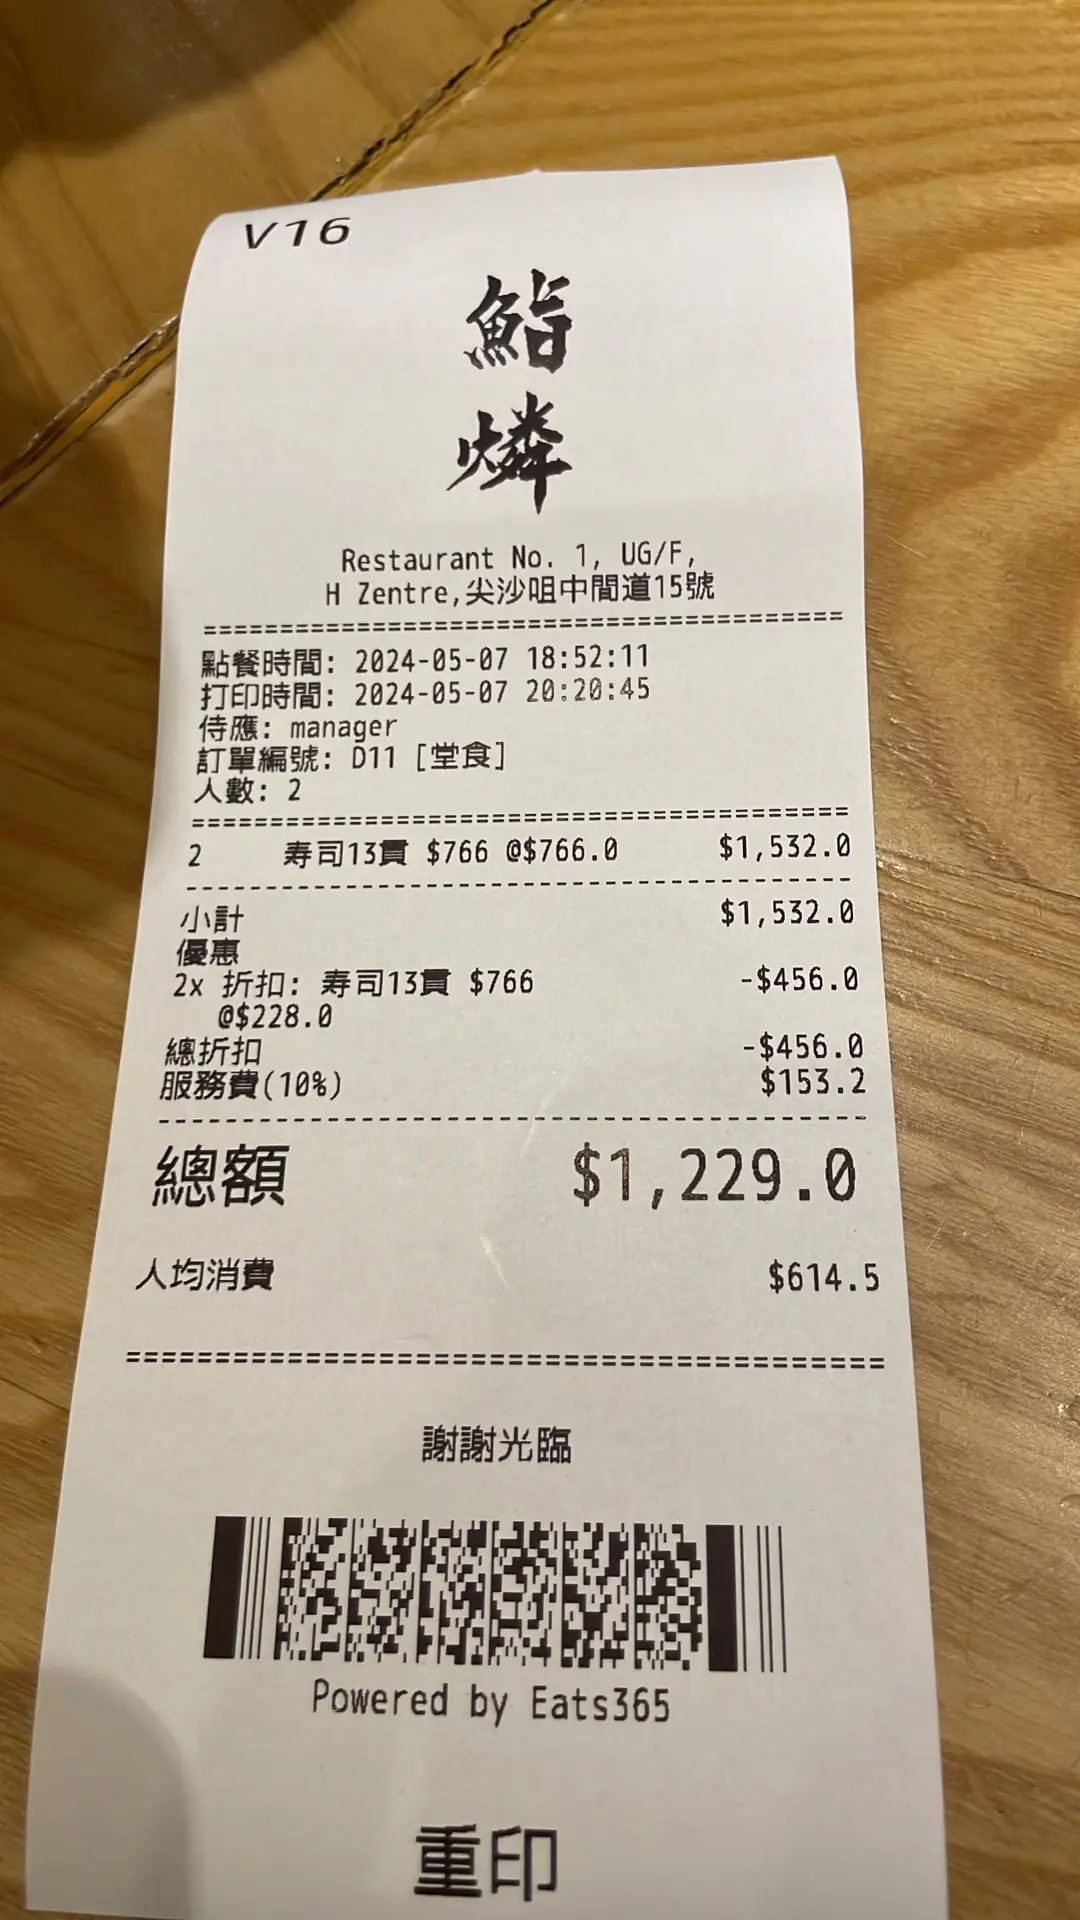 V16
鮨
燐
Restaurant No. 1, UG/F,
H Zentre,尖沙咀中間道15號
========================================
點餐時間: 2024-05-07 18:52:11
打印時間: 2024-05-07 20:20:45
侍應: manager
訂單編號: D11 [堂食]
人數: 2
========================================
2 寿司13貫 $766 @$766.0 $1,532.0
----------------------------------------
小計 $1,532.0
優惠
2x 折扣: 寿司13貫 $766 -$456.0
@$228.0
總折扣 -$456.0
服務費(10%) $153.2
----------------------------------------
總額 $1,229.0
人均消費 $614.5
========================================
謝謝光臨
Powered by Eats365
重印